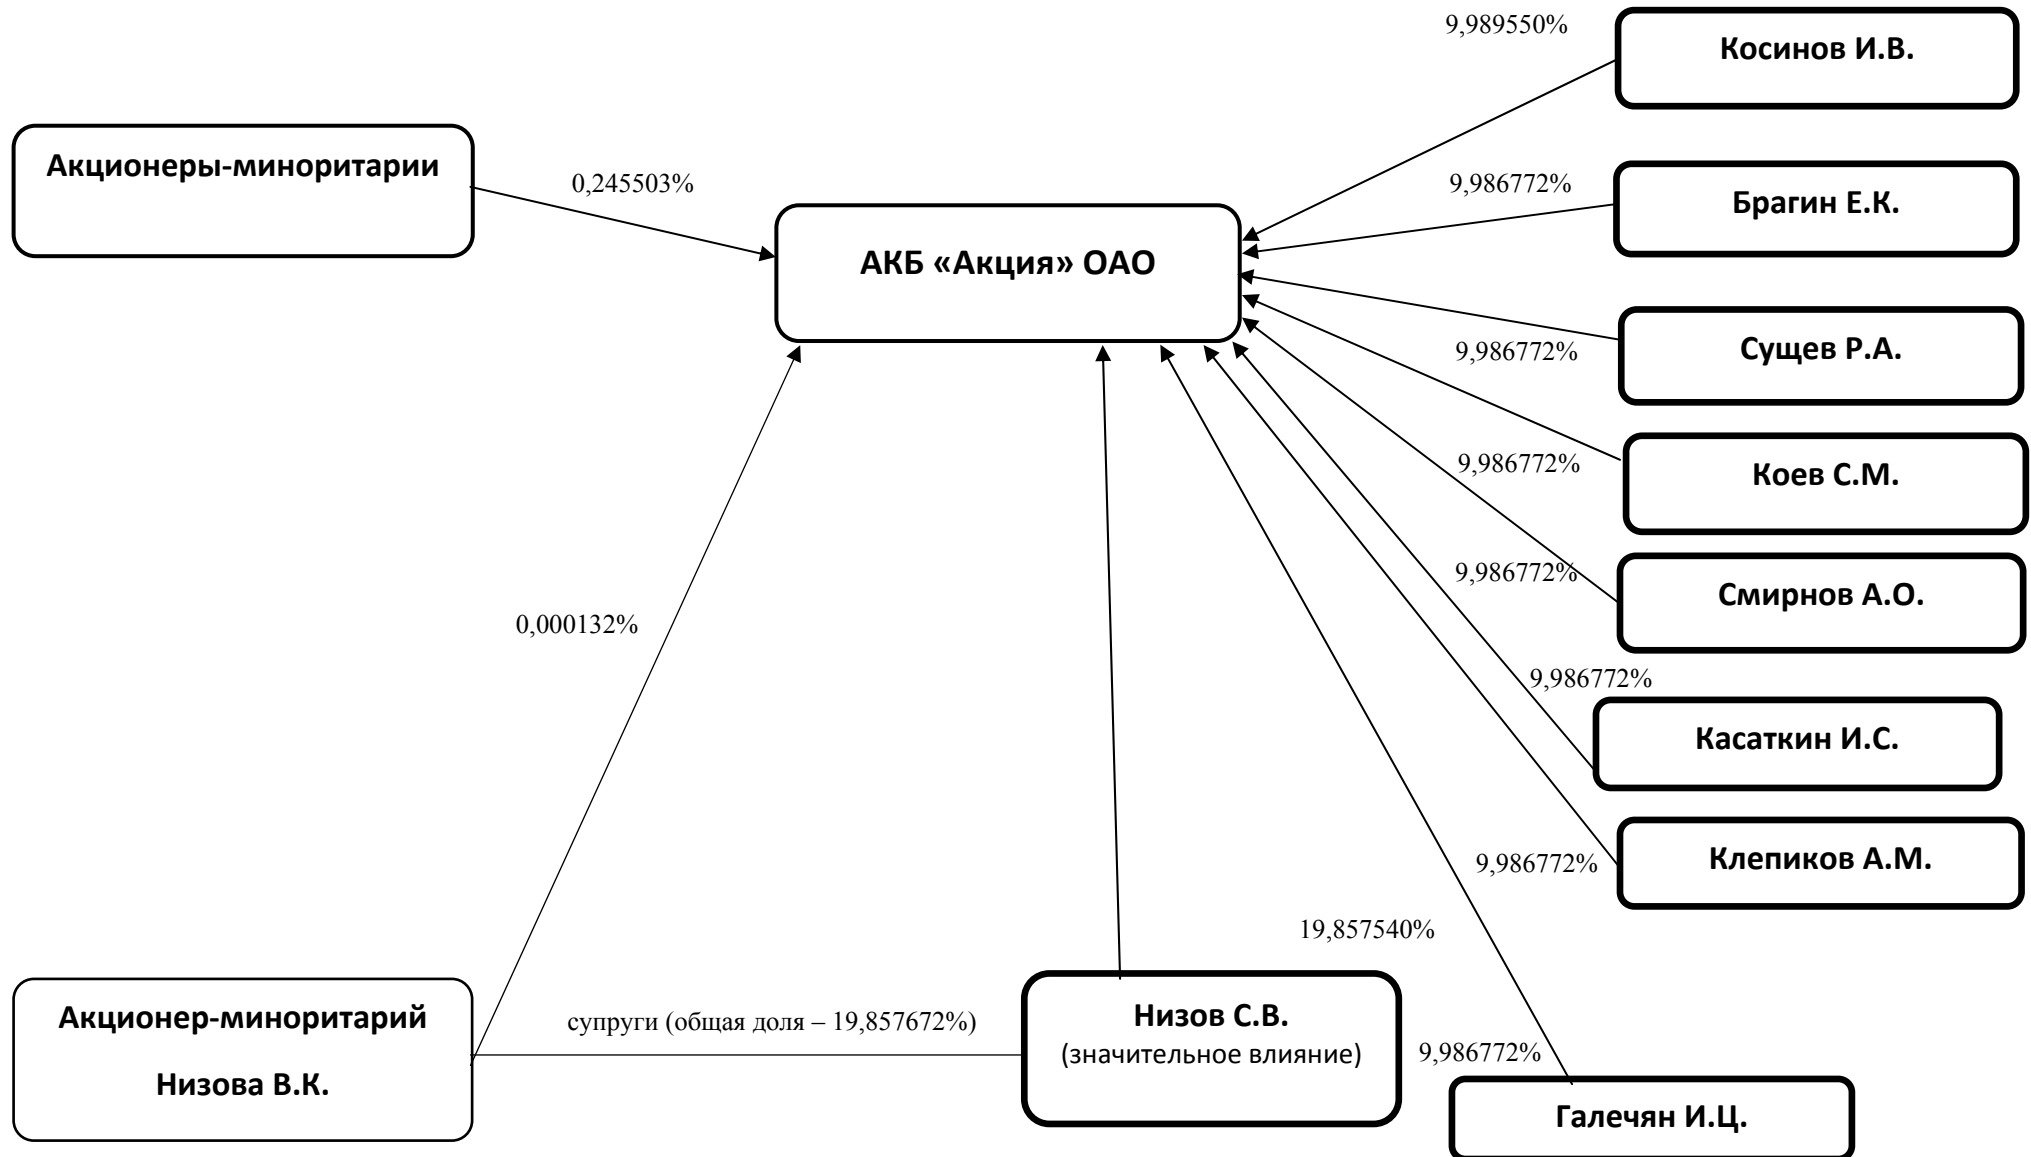 9,989550%
Косинов И.В.
Акционеры-миноритарии
0,245503%
9,986772%
Брагин Е.К.
АКБ «Акция» ОАО
9,986772%
Сущев Р.А.
9,986772%
Коев С.М.
9,986772%
Смирнов А.О.
0,000132%
9,986772%
Касаткин И.С.
9,986772%
Клепиков А.М.
19,857540%
Акционер-миноритарий
Низова В.К.
супруги (общая доля – 19,857672%)
Низов С.В.
(значительное влияние)
9,986772%
Галечян И.Ц.